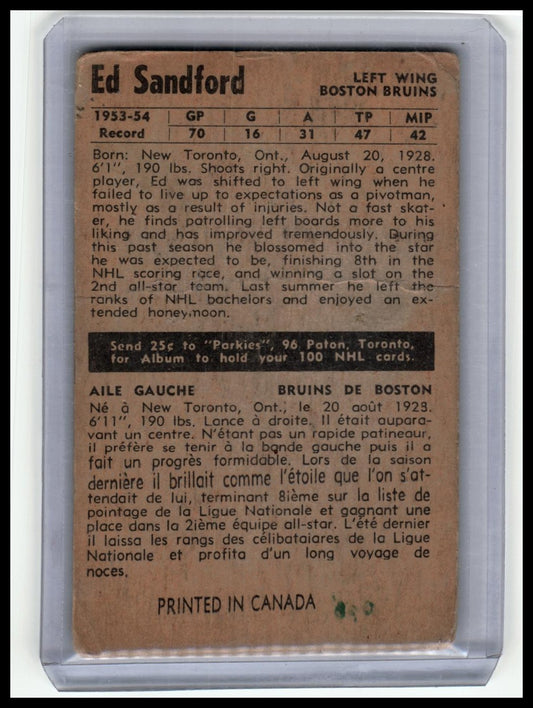 Ed Sandford
LEFT WING
BOSTON BRUINS
1953-54 GP G A TP MIP
Record 70 16 31 47 42
Born: New Toronto, Ont., August 20, 1928.
6'1", 190 lbs. Shoots right. Originally a centre
player, Ed was shifted to left wing when he
failed to live up to expectations as a pivotman,
mostly as a result of injuries. Not a fast skat-
er, he finds patrolling left boards more to his
liking and has improved tremendously. During
this past season he blossomed into the star
he was expected to be, finishing 8th in the
NHL scoring race, and winning a slot on the
2nd all-star team. Last summer he left the
ranks of NHL bachelors and enjoyed an ex-
tended honeymoon.
Send 25¢ to "Parkies", 96 Paton, Toronto,
for Album to hold your 100 NHL cards.
AILE GAUCHE BRUINS DE BOSTON
Né à New Toronto, Ont., le 20 août 1923.
6'11", 190 lbs. Lance à droite. Il était aupara-
vant un centre. N'étant pas un rapide patineur,
il préfère se tenir à la bande gauche puis il a
fait un progrès formidable. Lors de la saison
dernière il brillait comme l'étoile que l'on s'at-
tendait de lui, terminant 8ième sur la liste de
pointage de la Ligue Nationale et gagnant une
place dans la 2ième équipe all-star. L'été dernier
il laissa les rangs des célibataires de la Ligue
Nationale et profita d'un long voyage de
noces.
PRINTED IN CANADA